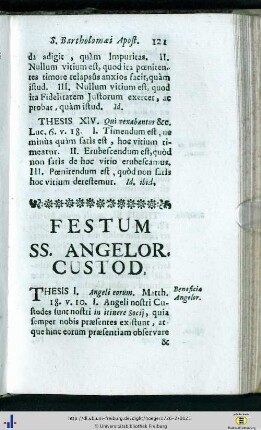 S. Bartholomæi Apost. 121
da adigit, quàm Impuritas. II.
Nullum vitium est, quod ita pœniten-
tes timore relapsûs anxios facit, quàm
istud. III. Nullum vitium est, quod
ita Fidelitatem Justorum exercet, ac
probat, quàm istud. Id.
THESIS XIV. Qui vexabantur &c.
Luc. 6. v. 18. I. Timendum est, ne
minùs quàm satis est, hoc vitium ti-
meatur. II. Erubescendum est, quòd
non satis de hoc vitio erubescamus.
III. Pœnitendum est, quòd non satis
hoc vitium detestemur. Id. ibid.
FESTUM
SS. ANGELOR.
CUSTOD.
THESIS I. Angeli eorum. Matth.
18. v. 10. I. Angeli nostri Cu-
stodes sunt nostri in itinere Socij, quia
semper nobis præsentes existunt, at-
que hinc eorum præsentiam observare
&
Beneficia
Angelor.
© Universitätsbibliothek Freiburg